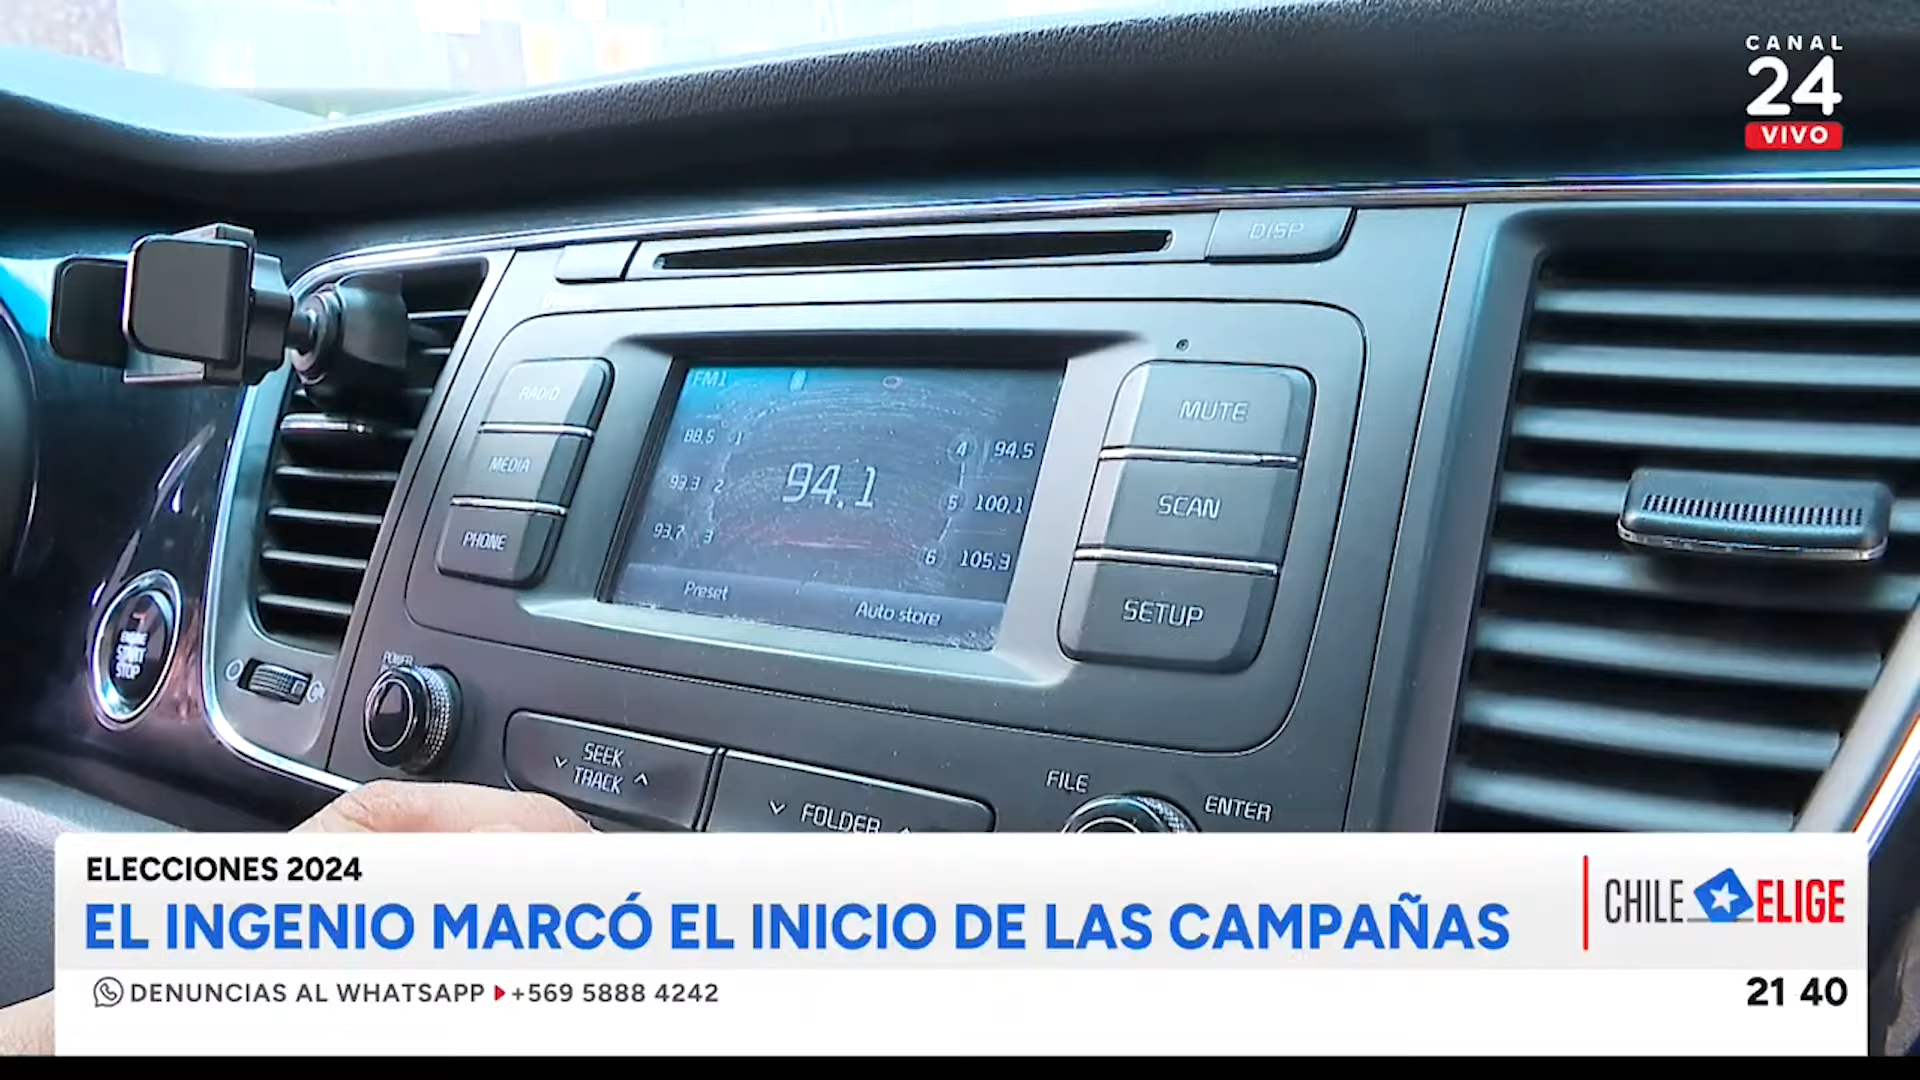 CANAL
24
VIVO
DISP
RADIO
MEDIA
PHONE
FM1
88.5 1
93.3 2
93.7 3
94.1
4 94.5
5 100.1
6 105.3
Preset
Auto store
MUTE
SCAN
SETUP
ENGINE
START
STOP
POWER
SEEK
TRACK
FOLDER
FILE
ENTER
ELECCIONES 2024
EL INGENIO MARCÓ EL INICIO DE LAS CAMPAÑAS
CHILE ELIGE
DENUNCIAS AL WHATSAPP +569 5888 4242
21 40